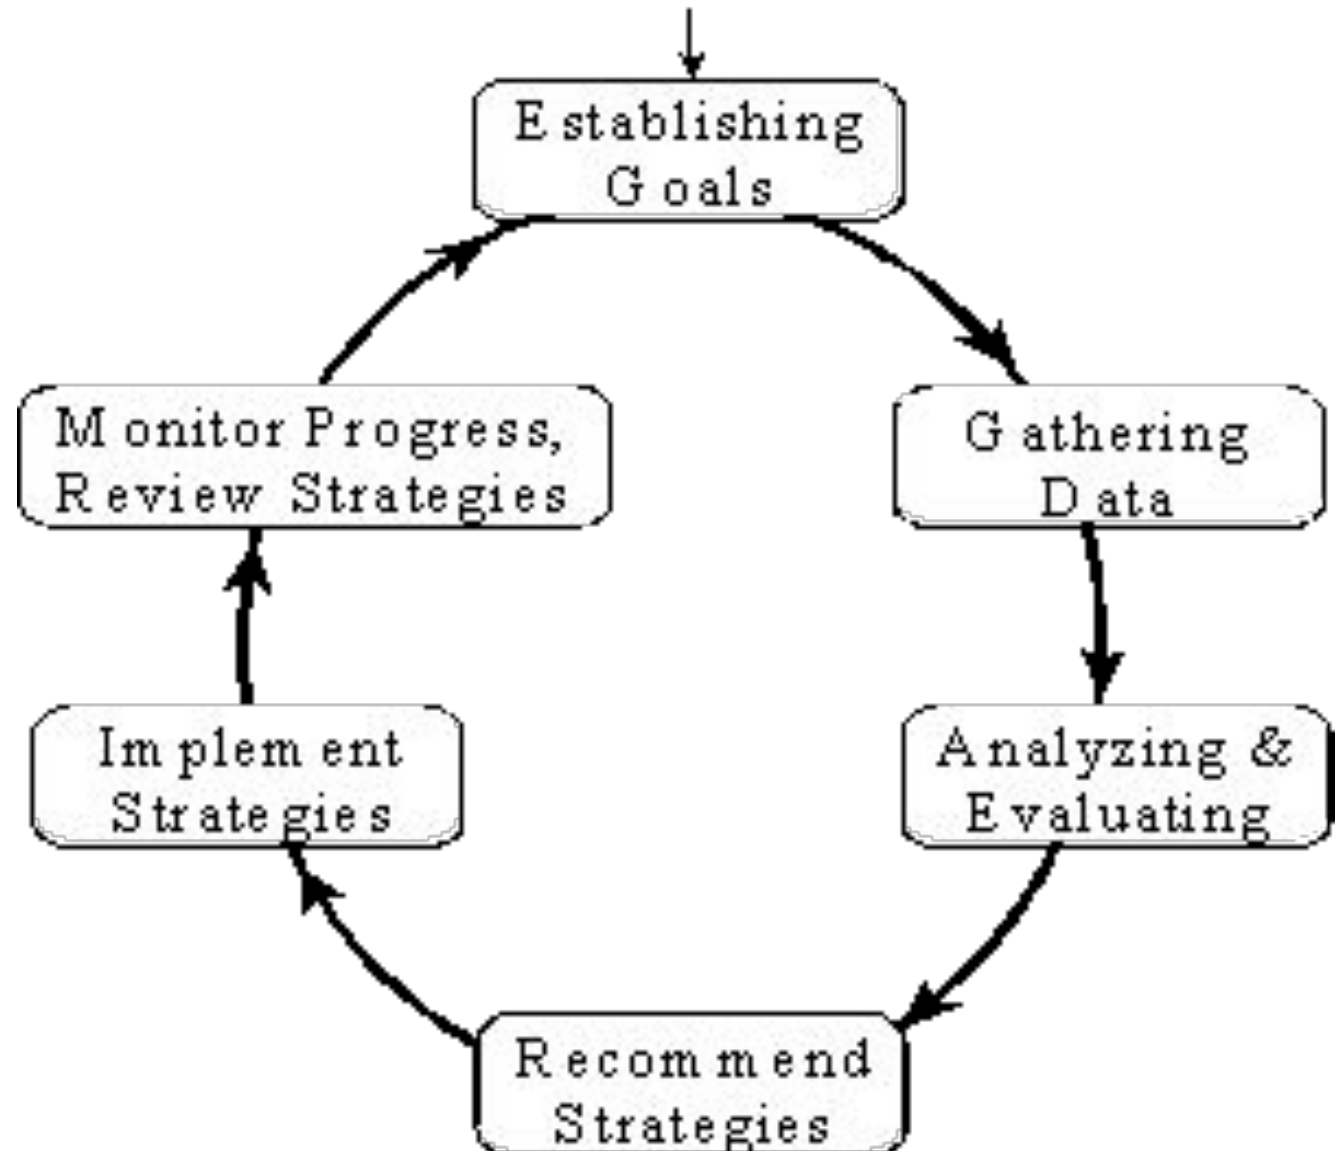 Establishing
Goals
Gathering
Data
Analyzing &
Evaluating
Recommend
Strategies
Implement
Strategies
Monitor Progress,
Review Strategies